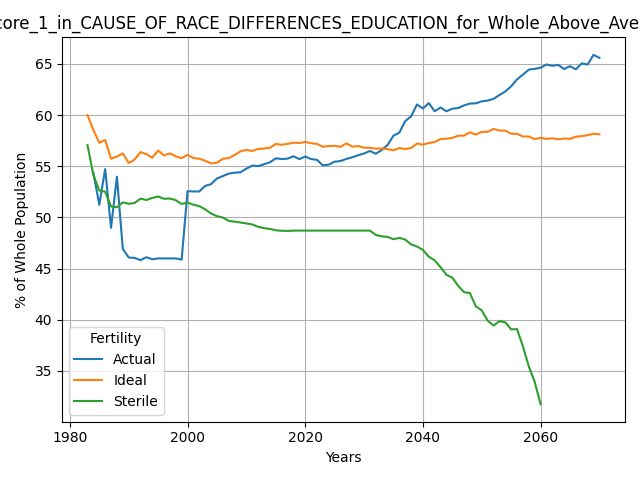 core_1_in_CAUSE_OF_RACE_DIFFERENCES_EDUCATION_for_Whole_Above_Ave
% of Whole Population
65
60
55
50
45
40
35
Fertility
Actual
Ideal
Sterile
1980
2000
2020
2040
2060
Years